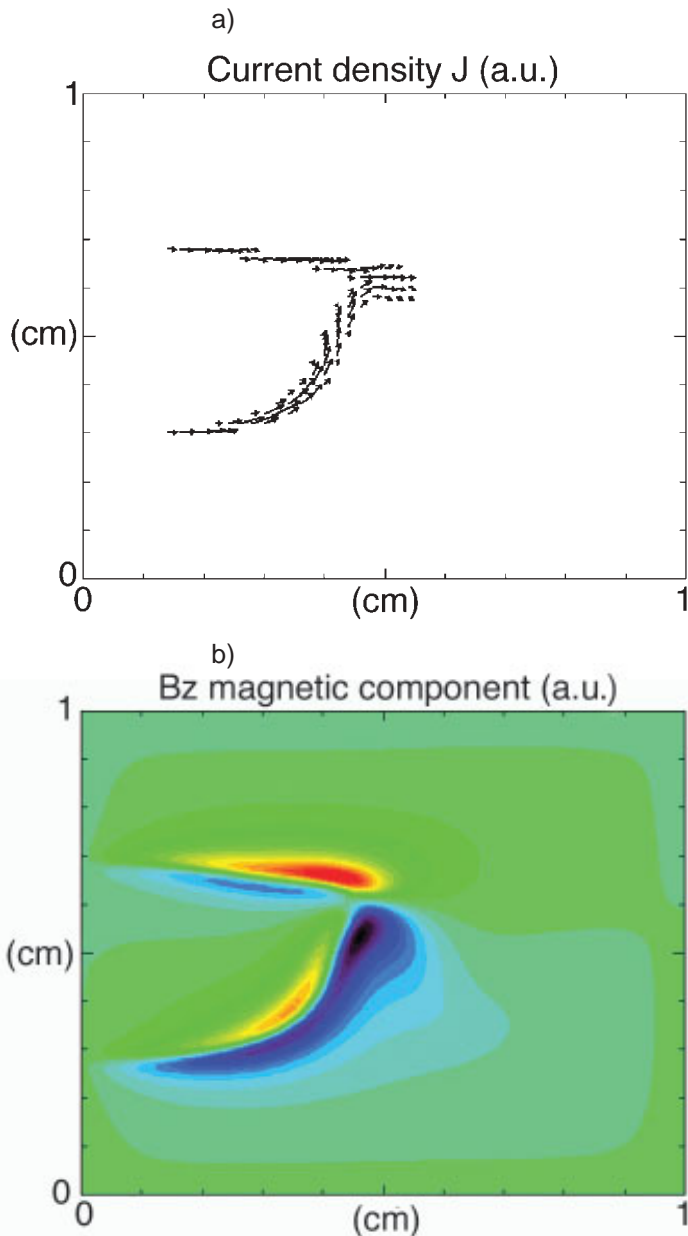 a)
Current density J (a.u.)
1
(cm)
0
0
(cm)
1
b)
Bz magnetic component (a.u.)
1
(cm)
0
0
(cm)
1